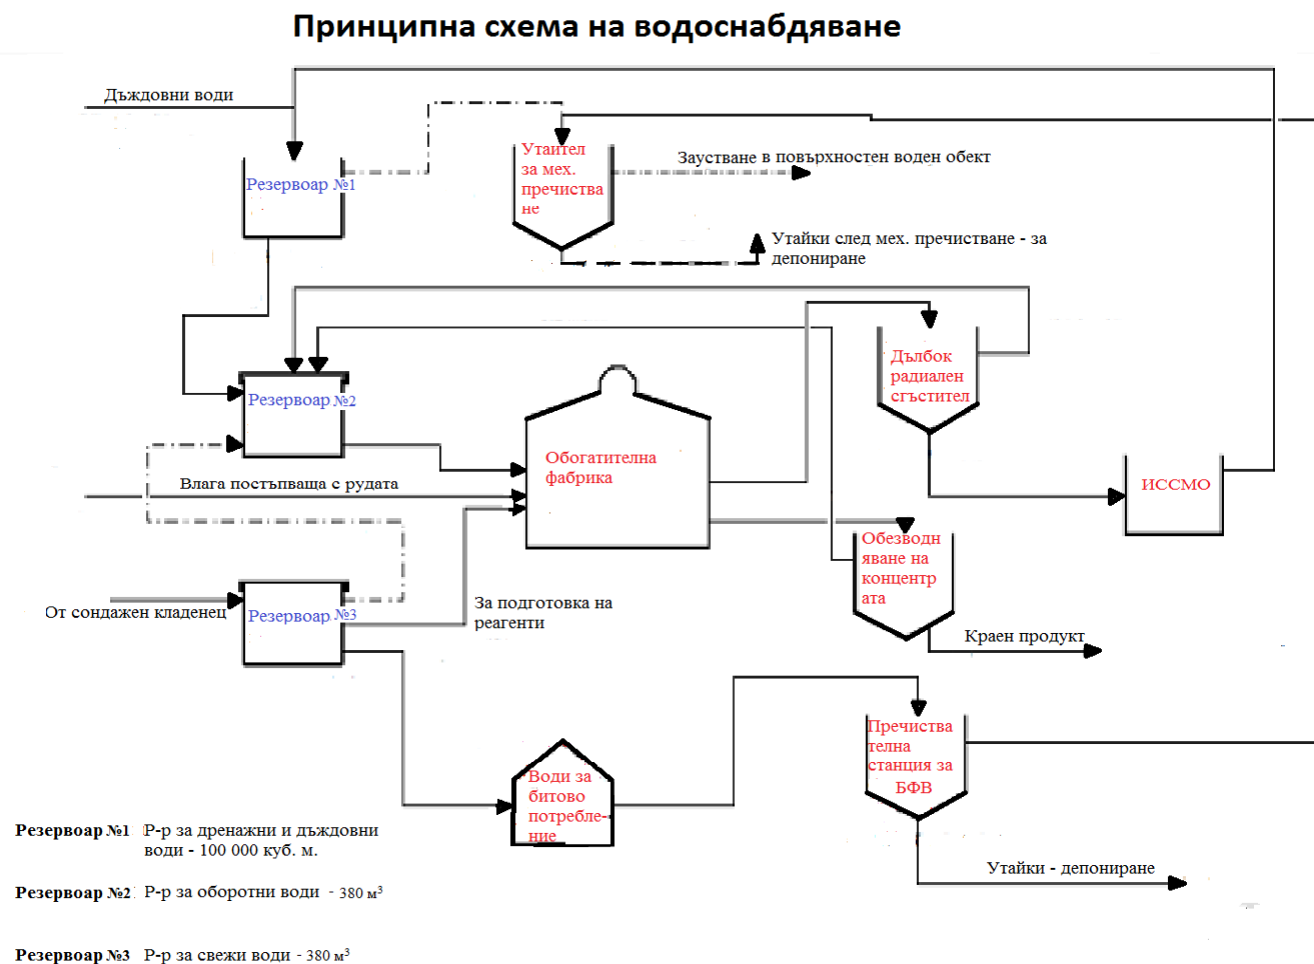 Принципна схема на водоснабдяване
Дъждовни води
Резервоар №1
Утаител
за мех.
пречиства
не
Заустване в повърхностен воден обект
Утайки след мех. пречистване - за
депониране
Дълбок
радиален
сгъстител
Резервоар №2
Обогатителна
фабрика
Влага постъпваща с рудата
ИССМО
Обезводн
яване на
концентр
ата
От сондажен кладенец
Резервоар №3
За подготовка на
реагенти
Краен продукт
Пречиства
телна
станция за
БФВ
Води за
битово
потребле-
ние
Резервоар №1 Р-р за дренажни и дъждовни
води - 100 000 куб. м.
Утайки - депониране
Резервоар №2 Р-р за оборотни води - 380 м³
Резервоар №3 Р-р за свежи води - 380 м³